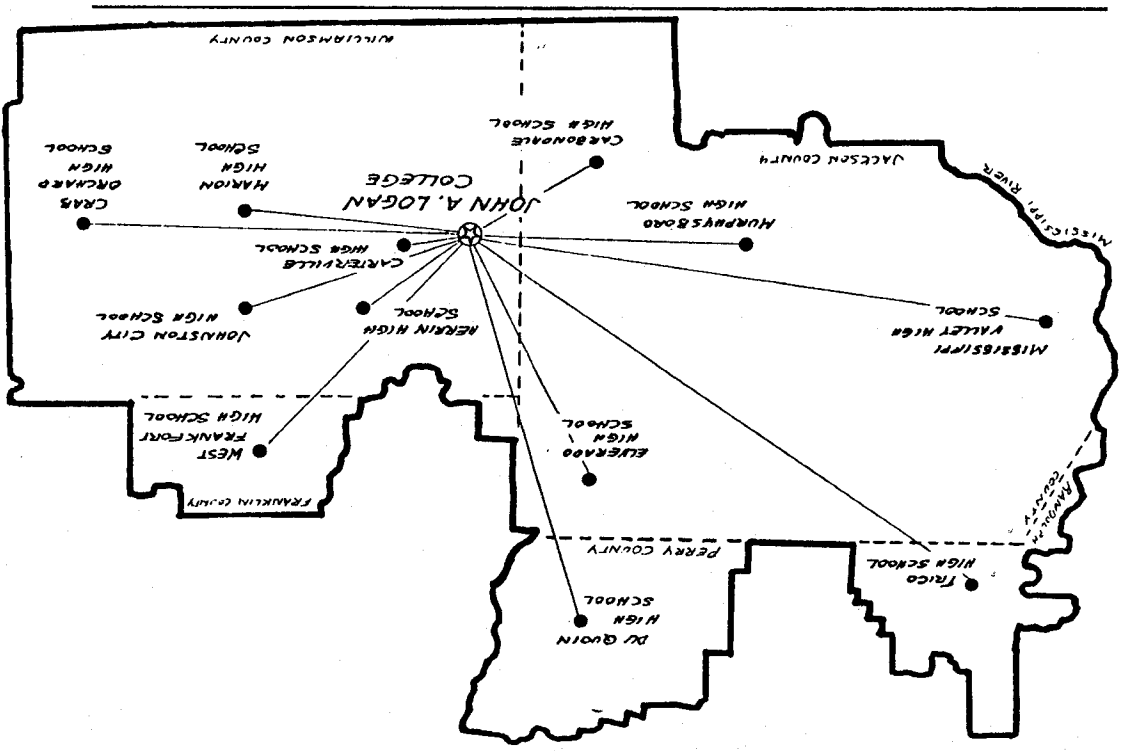 DU QUOIN
HIGH
SCHOOL
TRICO
HIGH SCHOOL
PERRY COUNTY
RANDOLPH
COUNTY
FRANKLIN COUNTY
WEST
FRANKFORT
HIGH SCHOOL
ELVERADO
HIGH
SCHOOL
MISSISSIPPI
VALLEY HIGH
SCHOOL
HERRIN HIGH
SCHOOL
JOHNSTON CITY
HIGH SCHOOL
CARTERVILLE
HIGH SCHOOL
MISSISSIPPI RIVER
MURPHYSBORO
HIGH SCHOOL
JOHN A. LOGAN
COLLEGE
CRAB
ORCHARD
HIGH
SCHOOL
MARION
HIGH
SCHOOL
JACKSON COUNTY
CARBONDALE
HIGH SCHOOL
WILLIAMSON COUNTY